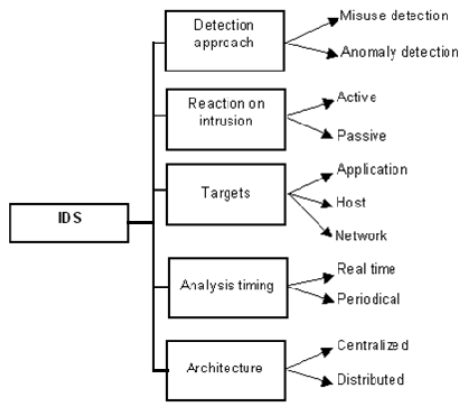 Detection
approach
Misuse detection
Anomaly detection
Reaction on
intrusion
Active
Passive
Targets
Application
Host
Network
IDS
Analysis timing
Real time
Periodical
Architecture
Centralized
Distributed